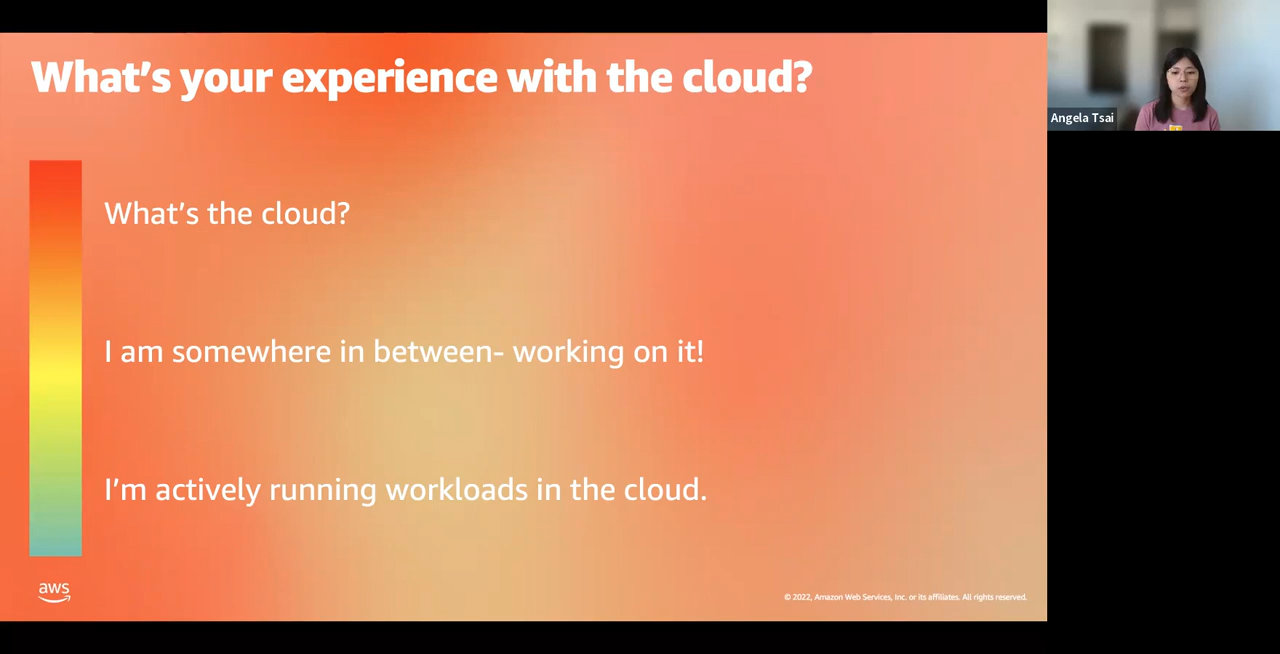 What's your experience with the cloud?
Angela Tsai
What's the cloud?
I am somewhere in between- working on it!
I'm actively running workloads in the cloud.
aws
© 2022, Amazon Web Services, Inc. or its affiliates. All rights reserved.